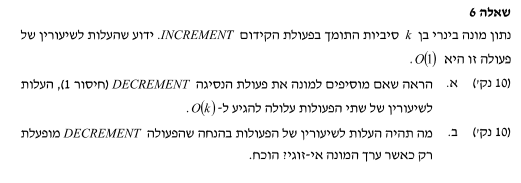 שאלה 6
נתון מונה בינרי בן k סיביות התומך בפעולת הקידום INCREMENT. ידוע שהעלות לשיעורין של
פעולה זו היא O(1).
(10 נק') א. הראה שאם מוסיפים למונה את פעולת הנסיגה DECREMENT (חיסור 1), העלות
לשיעורין של שתי הפעולות עלולה להגיע ל- O(k).
(10 נק') ב. מה תהיה העלות לשיעורין של הפעולות בהנחה שהפעולה DECREMENT מופעלת
רק כאשר ערך המונה אי-זוגי? הוכח.